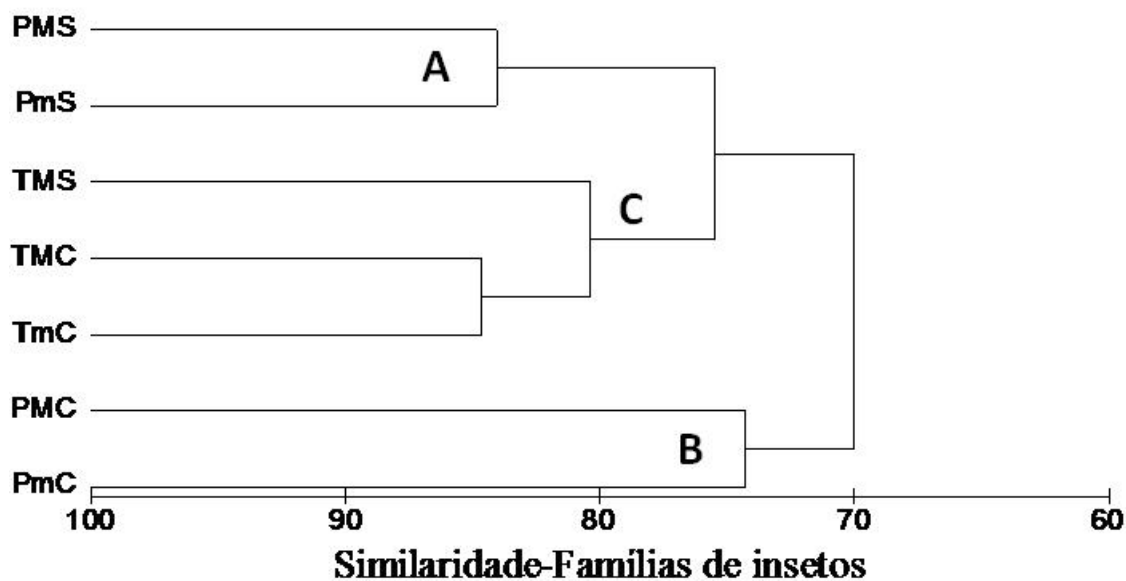 PMS
A
PmS
TMS
C
TMC
TmC
PMC
B
PmC
100 90 80 70 60
Similaridade-Famílias de insetos